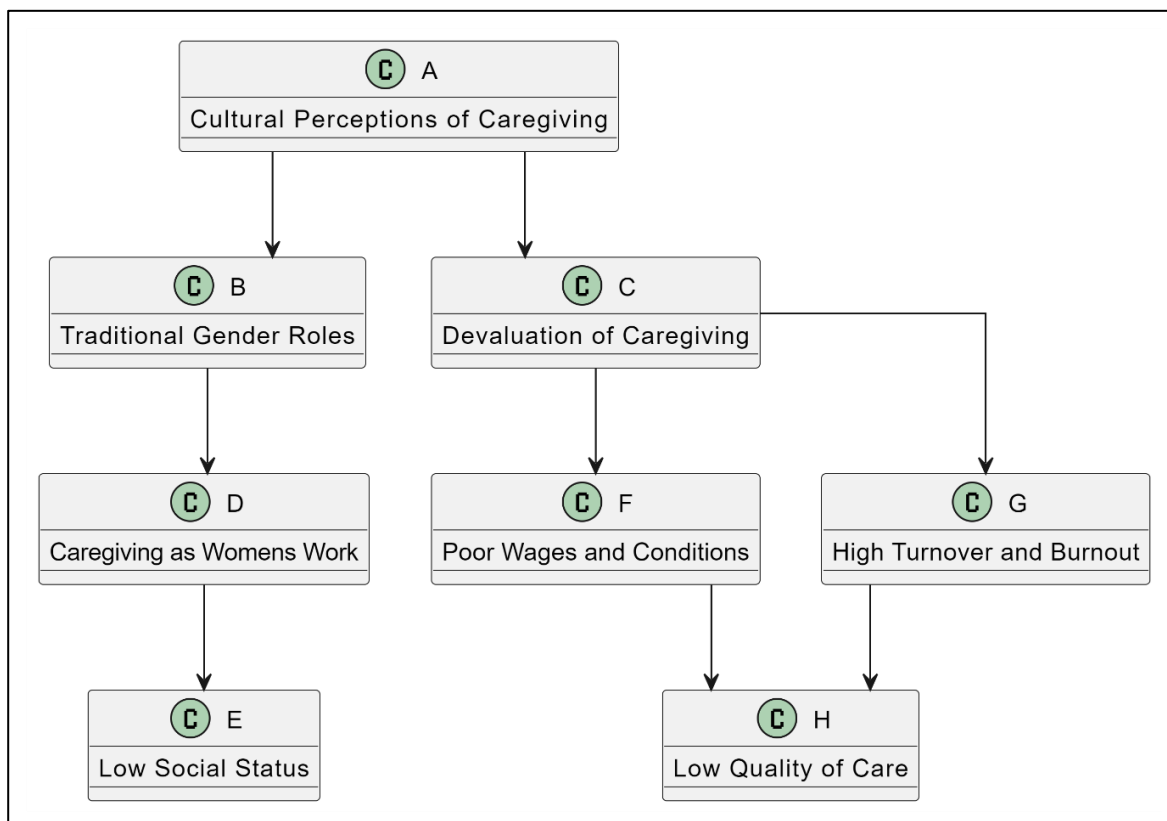 C A
Cultural Perceptions of Caregiving
C B
Traditional Gender Roles
C C
Devaluation of Caregiving
C D
Caregiving as Womens Work
C F
Poor Wages and Conditions
C G
High Turnover and Burnout
C E
Low Social Status
C H
Low Quality of Care